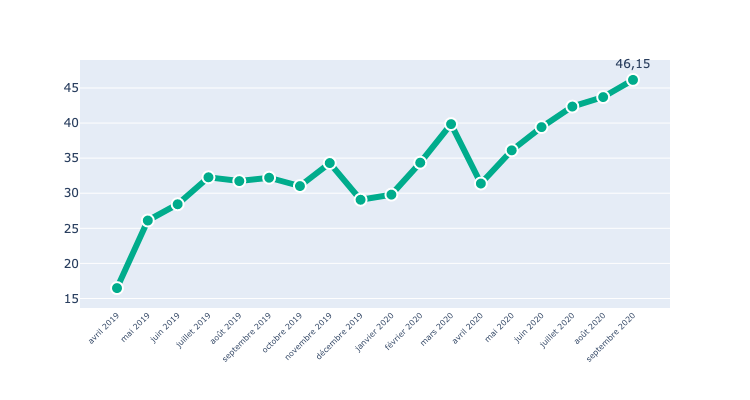 46,15
45
40
35
30
25
20
15
avril 2019
mai 2019
juin 2019
juillet 2019
août 2019
septembre 2019
octobre 2019
novembre 2019
décembre 2019
janvier 2020
février 2020
mars 2020
avril 2020
mai 2020
juin 2020
juillet 2020
août 2020
septembre 2020